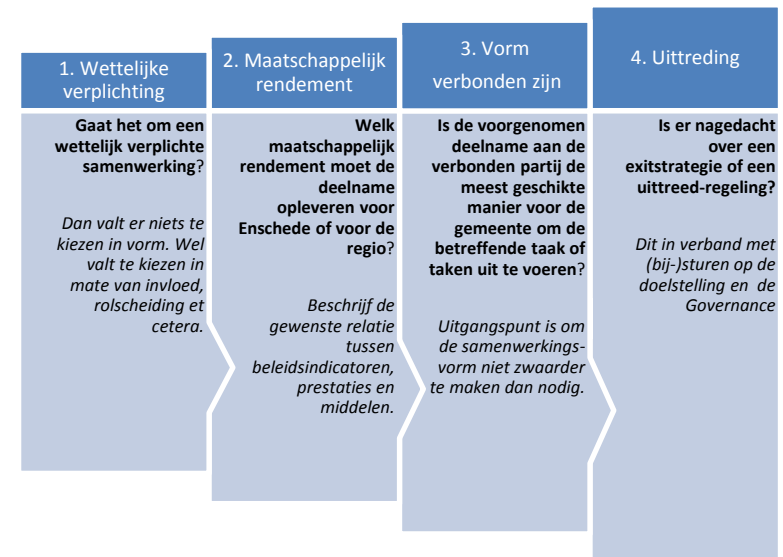 1. Wettelijke
verplichting
Gaat het om een
wettelijk verplichte
samenwerking?
Dan valt er niets te
kiezen in vorm. Wel
valt te kiezen in
mate van invloed,
rolscheiding et
cetera.
2. Maatschappelijk
rendement
Welk
maatschappelijk
rendement moet de
deelname
opleveren voor
Enschede of voor de
regio?
Beschrijf de
gewenste relatie
tussen
beleidsindicatoren,
prestaties en
middelen.
3. Vorm
verbonden zijn
Is de voorgenomen
deelname aan de
verbonden partij de
meest geschikte
manier voor de
gemeente om de
betreffende taak of
taken uit te voeren?
Uitgangspunt is om
de samenwerkings-
vorm niet zwaarder
te maken dan nodig.
4. Uittreding
Is er nagedacht
over een
exitstrategie of een
uittreed-regeling?
Dit in verband met
(bij-)sturen op de
doelstelling en de
Governance